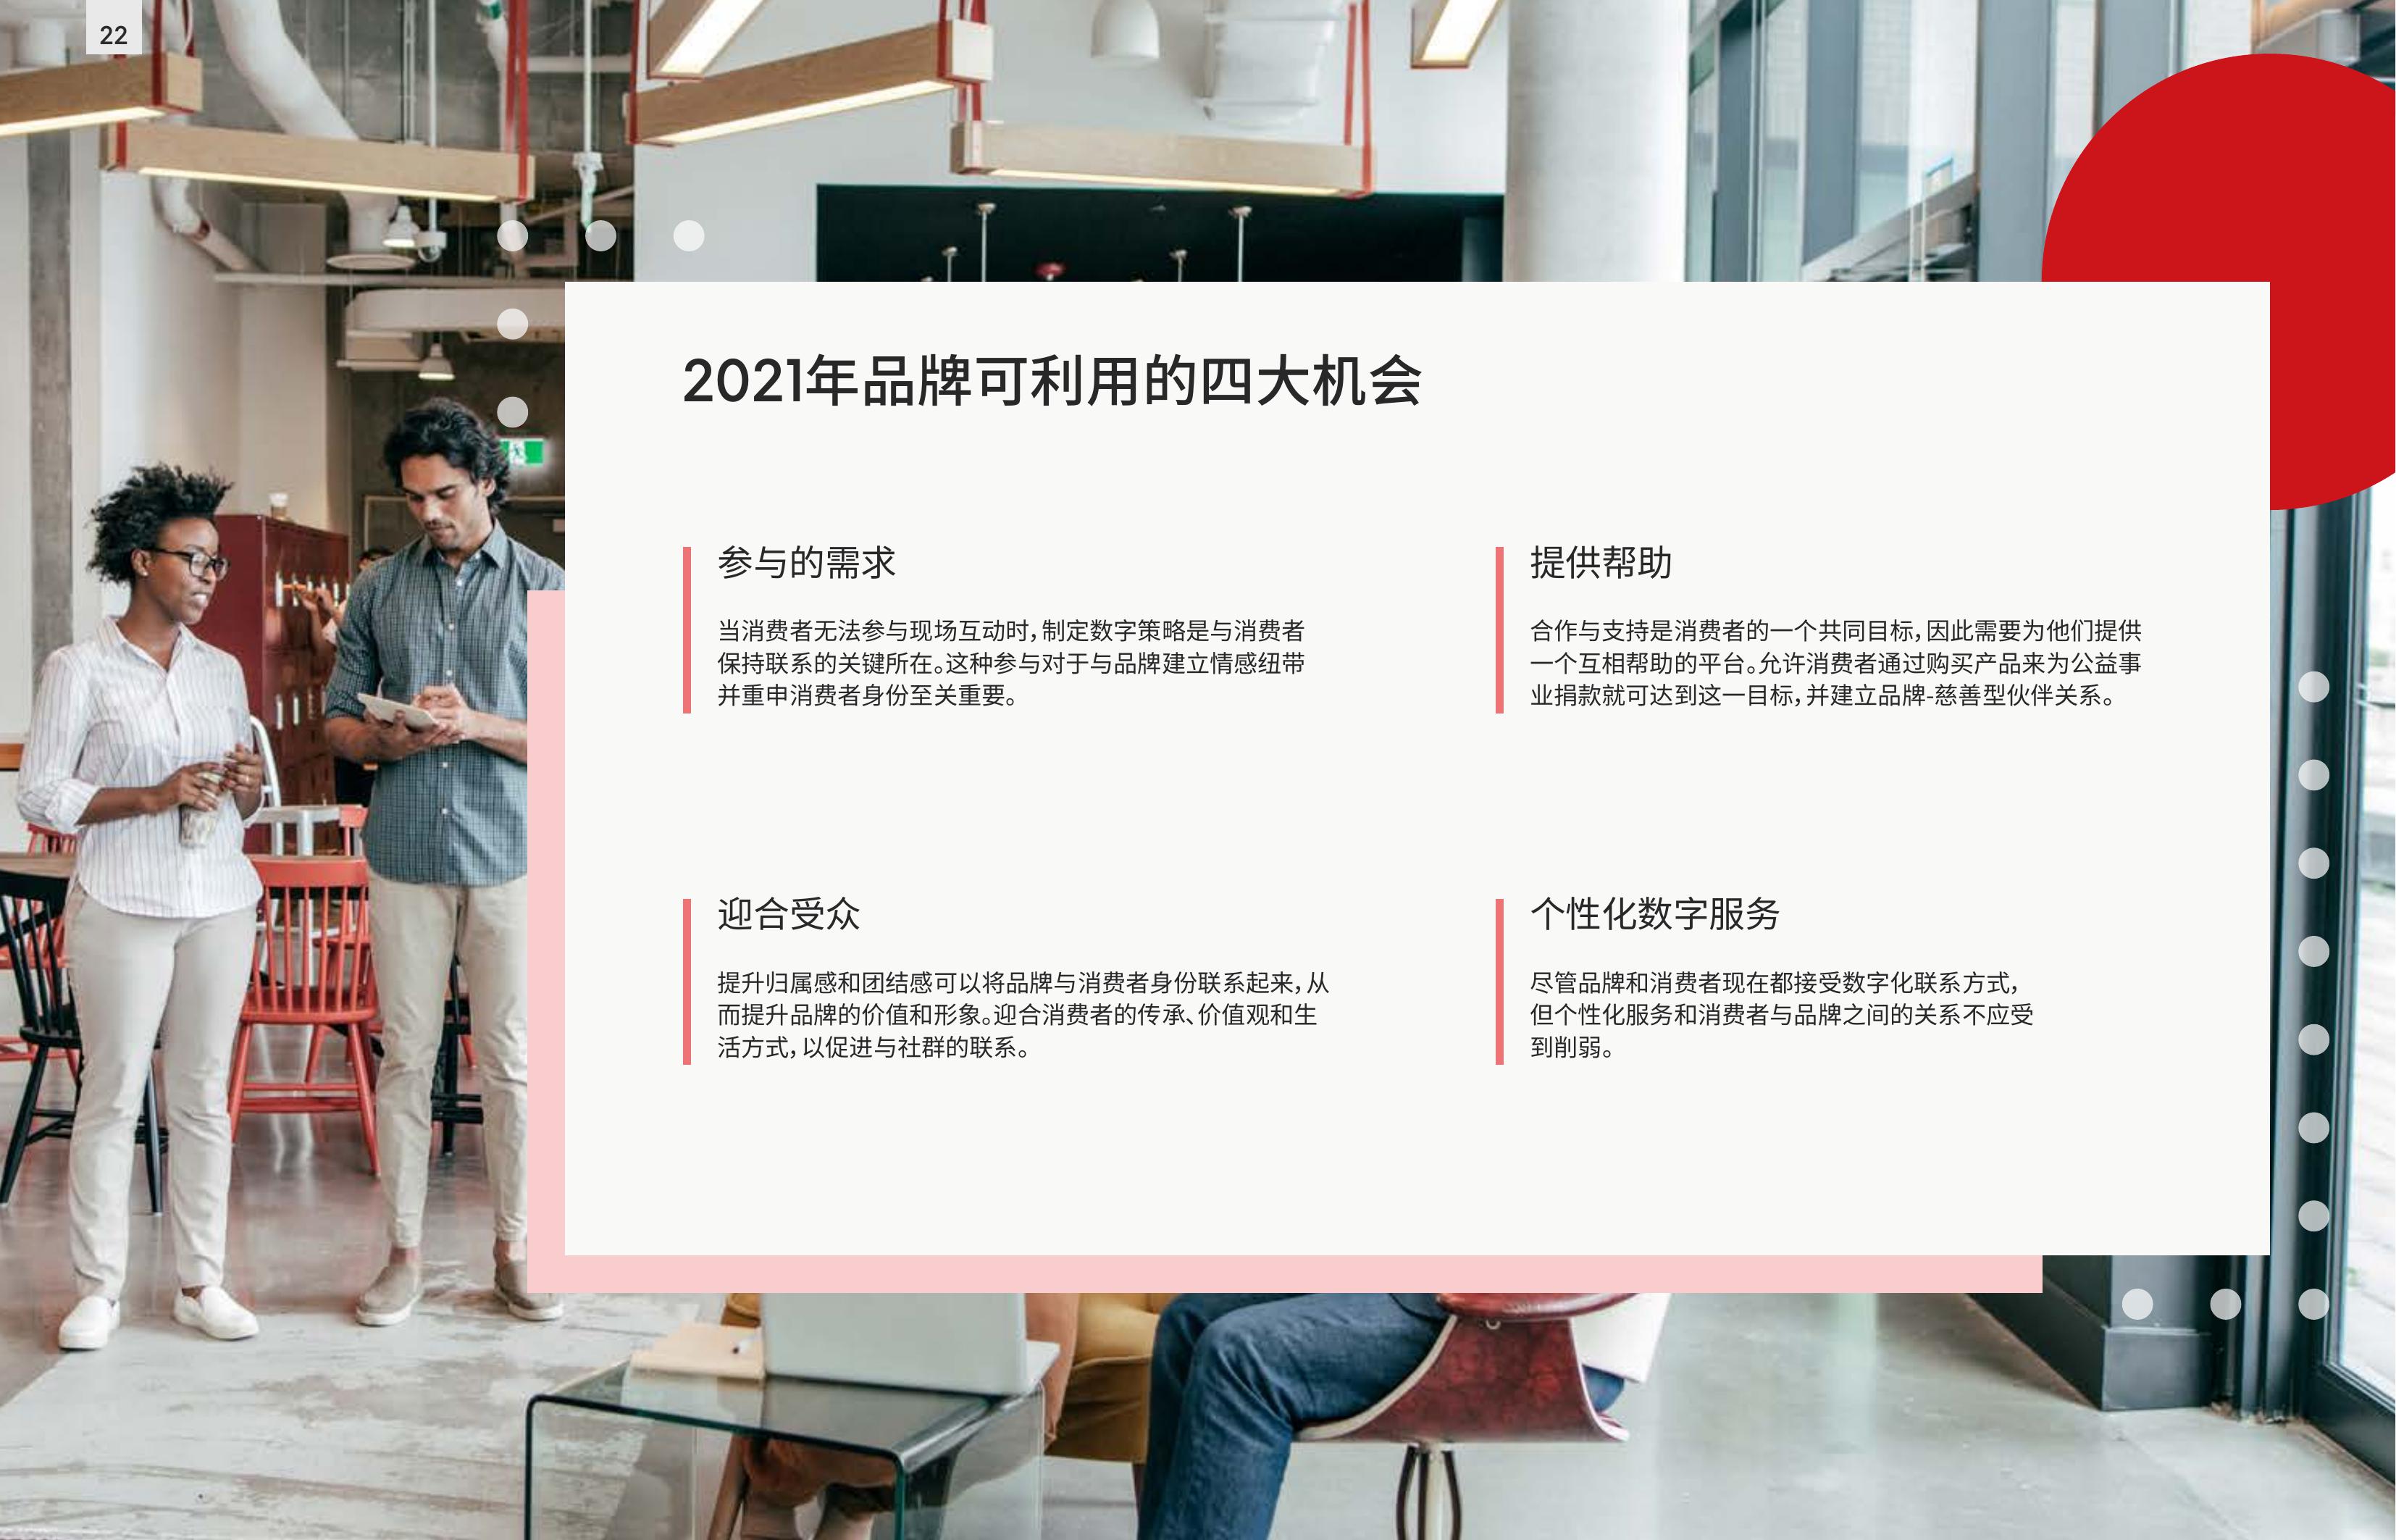 22
2021年品牌可利用的四大机会
参与的需求
当消费者无法参与现场互动时，制定数字策略是与消费者
保持联系的关键所在。这种参与对于与品牌建立情感纽带
并重申消费者身份至关重要。
提供帮助
合作与支持是消费者的一个共同目标，因此需要为他们提供
一个互相帮助的平台。允许消费者通过购买产品来为公益事
业捐款就可达到这一目标，并建立品牌-慈善型伙伴关系。
迎合受众
提升归属感和团结感可以将品牌与消费者身份联系起来，从
而提升品牌的价值和形象。迎合消费者的传承、价值观和生
活方式，以促进与社群的联系。
个性化数字服务
尽管品牌和消费者现在都接受数字化联系方式，
但个性化服务和消费者与品牌之间的关系不应受
到削弱。